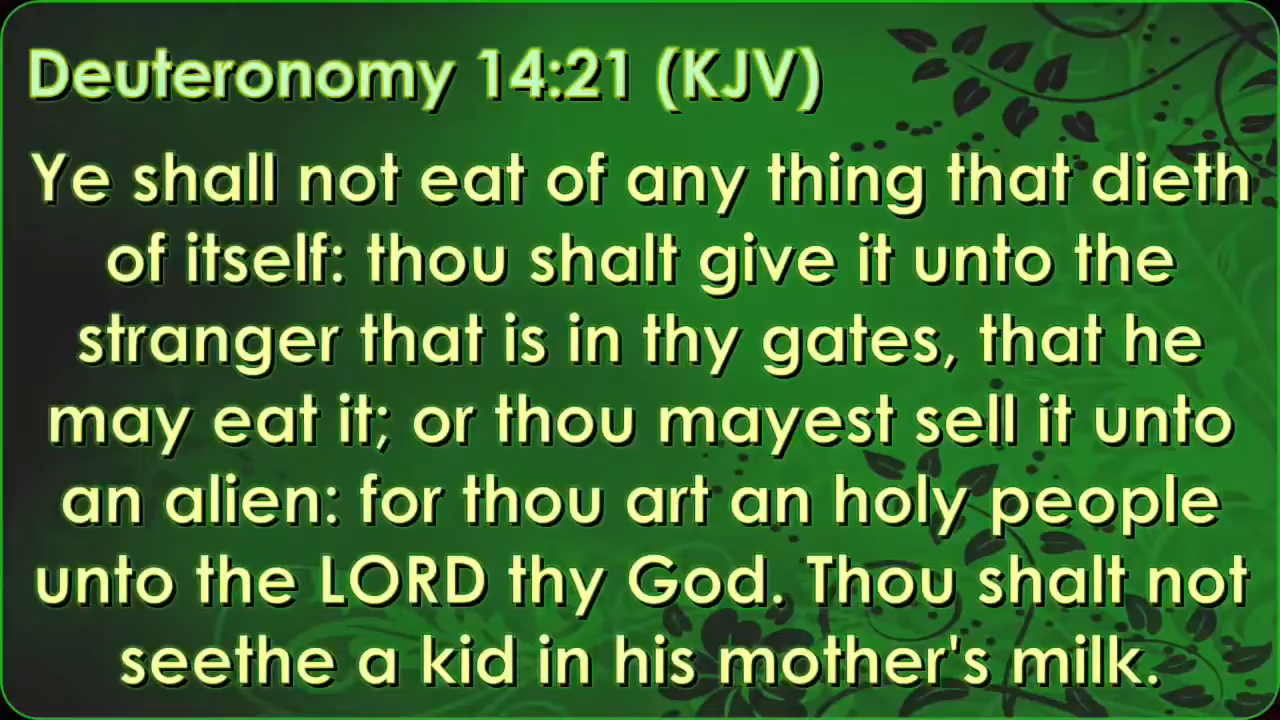 Deuteronomy 14:21 (KJV)
Ye shall not eat of any thing that dieth
of itself: thou shalt give it unto the
stranger that is in thy gates, that he
may eat it; or thou mayest sell it unto
an alien: for thou art an holy people
unto the LORD thy God. Thou shalt not
seethe a kid in his mother's milk.